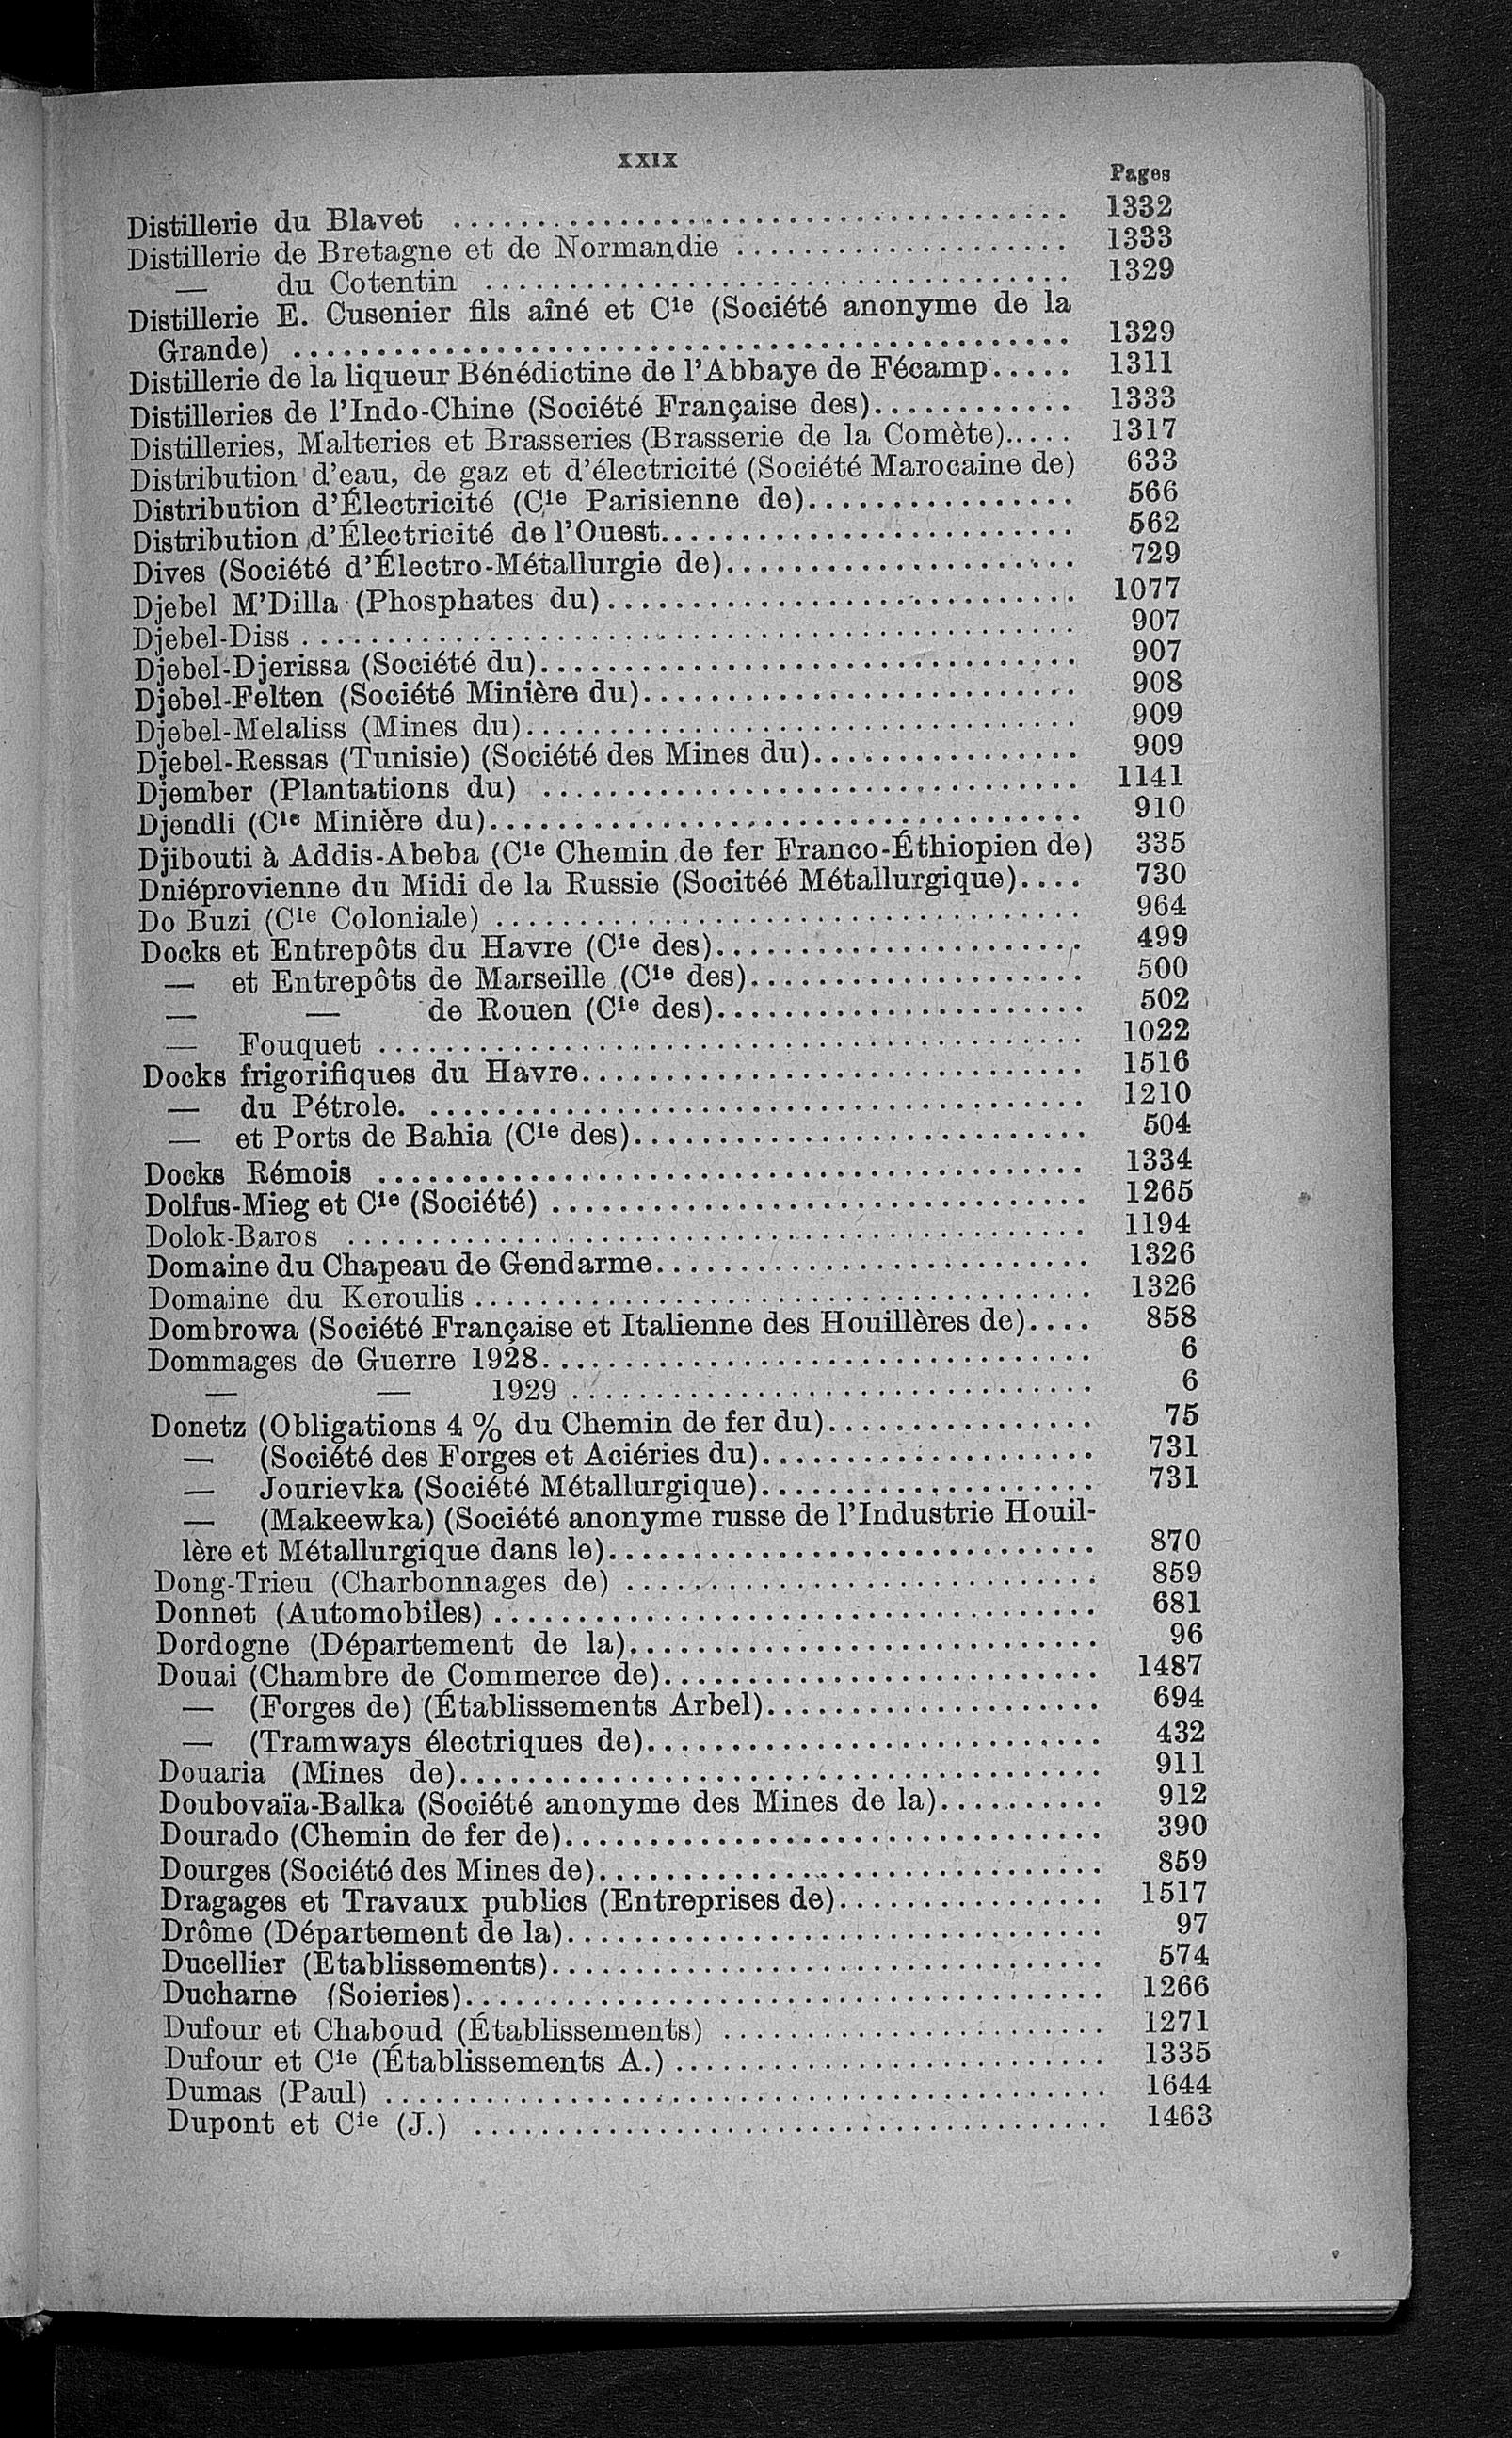 XXIX
Pages
Distillerie du Blavet ........ 1332
Distillerie de Bretagne et de Normandie ........ 1333
— du Cotentin ........ 1329
Distillerie E. Cusenier fils aîné et Cie (Société anonyme de la
Grande) ........ 1329
Distillerie de la liqueur Bénédictine de l'Abbaye de Fécamp..... 1311
Distilleries de l'Indo-Chine (Société Française des)........ 1333
Distilleries, Malteries et Brasseries (Brasserie de la Comète)..... 1317
Distribution d'eau, de gaz et d'électricité (Société Marocaine de) 633
Distribution d'Électricité (Cie Parisienne de)........ 566
Distribution d'Électricité de l'Ouest........ 562
Dives (Société d'Électro-Métallurgie de)........ 729
Djebel M'Dilla (Phosphates du)........ 1077
Djebel-Diss ........ 907
Djebel-Djerissa (Société du)........ 907
Djebel-Felten (Société Minière du)........ 908
Djebel-Melaliss (Mines du)........ 909
Djebel-Ressas (Tunisie) (Société des Mines du)........ 909
Djember (Plantations du) ........ 1141
Djendli (Cie Minière du)........ 910
Djibouti à Addis-Abeba (Cie Chemin de fer Franco-Éthiopien de) 335
Dniéprovienne du Midi de la Russie (Socitéé Métallurgique).... 730
Do Buzi (Cie Coloniale) ........ 964
Docks et Entrepôts du Havre (Cie des)........ 499
— et Entrepôts de Marseille (Cie des)........ 500
— — de Rouen (Cie des)........ 502
— Fouquet ........ 1022
Docks frigorifiques du Havre........ 1516
— du Pétrole. ........ 1210
— et Ports de Bahia (Cie des)........ 504
Docks Rémois ........ 1334
Dolfus-Mieg et Cie (Société) ........ 1265
Dolok-Baros ........ 1194
Domaine du Chapeau de Gendarme........ 1326
Domaine du Keroulis ........ 1326
Dombrowa (Société Française et Italienne des Houillères de).... 858
Dommages de Guerre 1928........ 6
— — 1929 ........ 6
Donetz (Obligations 4 % du Chemin de fer du)........ 75
— (Société des Forges et Aciéries du)........ 731
— Jourievka (Société Métallurgique)........ 731
— (Makeewka) (Société anonyme russe de l'Industrie Houil-
lère et Métallurgique dans le)........ 870
Dong-Trieu (Charbonnages de) ........ 859
Donnet (Automobiles) ........ 681
Dordogne (Département de la)........ 96
Douai (Chambre de Commerce de)........ 1487
— (Forges de) (Établissements Arbel)........ 694
— (Tramways électriques de)........ 432
Douaria (Mines de)........ 911
Doubovaïa-Balka (Société anonyme des Mines de la)........ 912
Dourado (Chemin de fer de)........ 390
Dourges (Société des Mines de)........ 859
Dragages et Travaux publics (Entreprises de)........ 1517
Drôme (Département de la)........ 97
Ducellier (Etablissements)........ 574
Ducharne (Soieries)........ 1266
Dufour et Chaboud (Établissements) ........ 1271
Dufour et Cie (Établissements A.) ........ 1335
Dumas (Paul) ........ 1644
Dupont et Cie (J.) ........ 1463